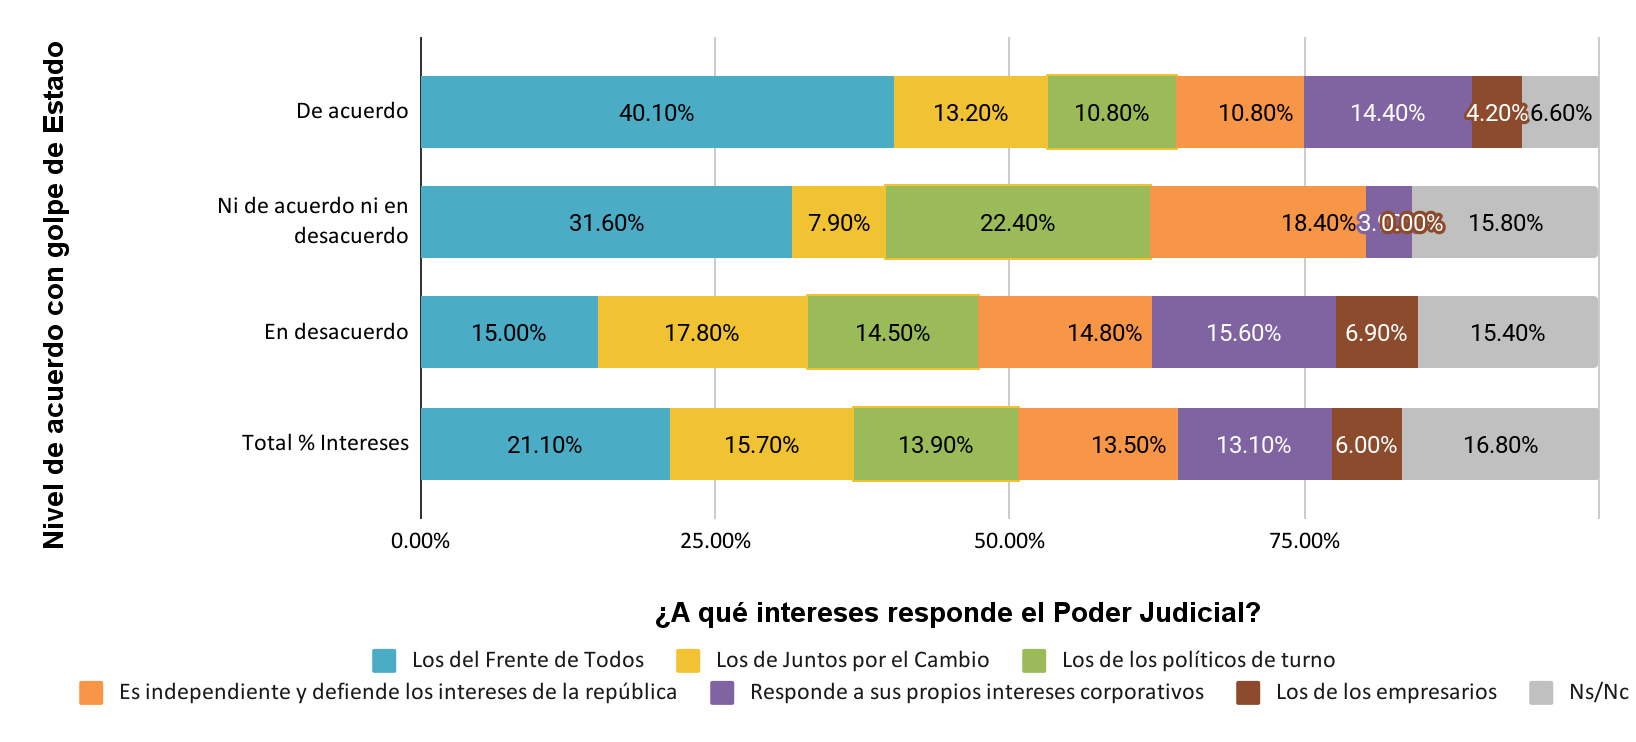 Nivel de acuerdo con golpe de Estado
De acuerdo
40.10% 13.20% 10.80% 10.80% 14.40% 4.20% 6.60%
Ni de acuerdo ni en
desacuerdo
31.60% 7.90% 22.40% 18.40% 0.00% 15.80%
En desacuerdo
15.00% 17.80% 14.50% 14.80% 15.60% 6.90% 15.40%
Total % Intereses
21.10% 15.70% 13.90% 13.50% 13.10% 6.00% 16.80%
0.00% 25.00% 50.00% 75.00%
¿A qué intereses responde el Poder Judicial?
Los del Frente de Todos Los de Juntos por el Cambio Los de los políticos de turno
Es independiente y defiende los intereses de la república Responde a sus propios intereses corporativos Los de los empresarios Ns/Nc